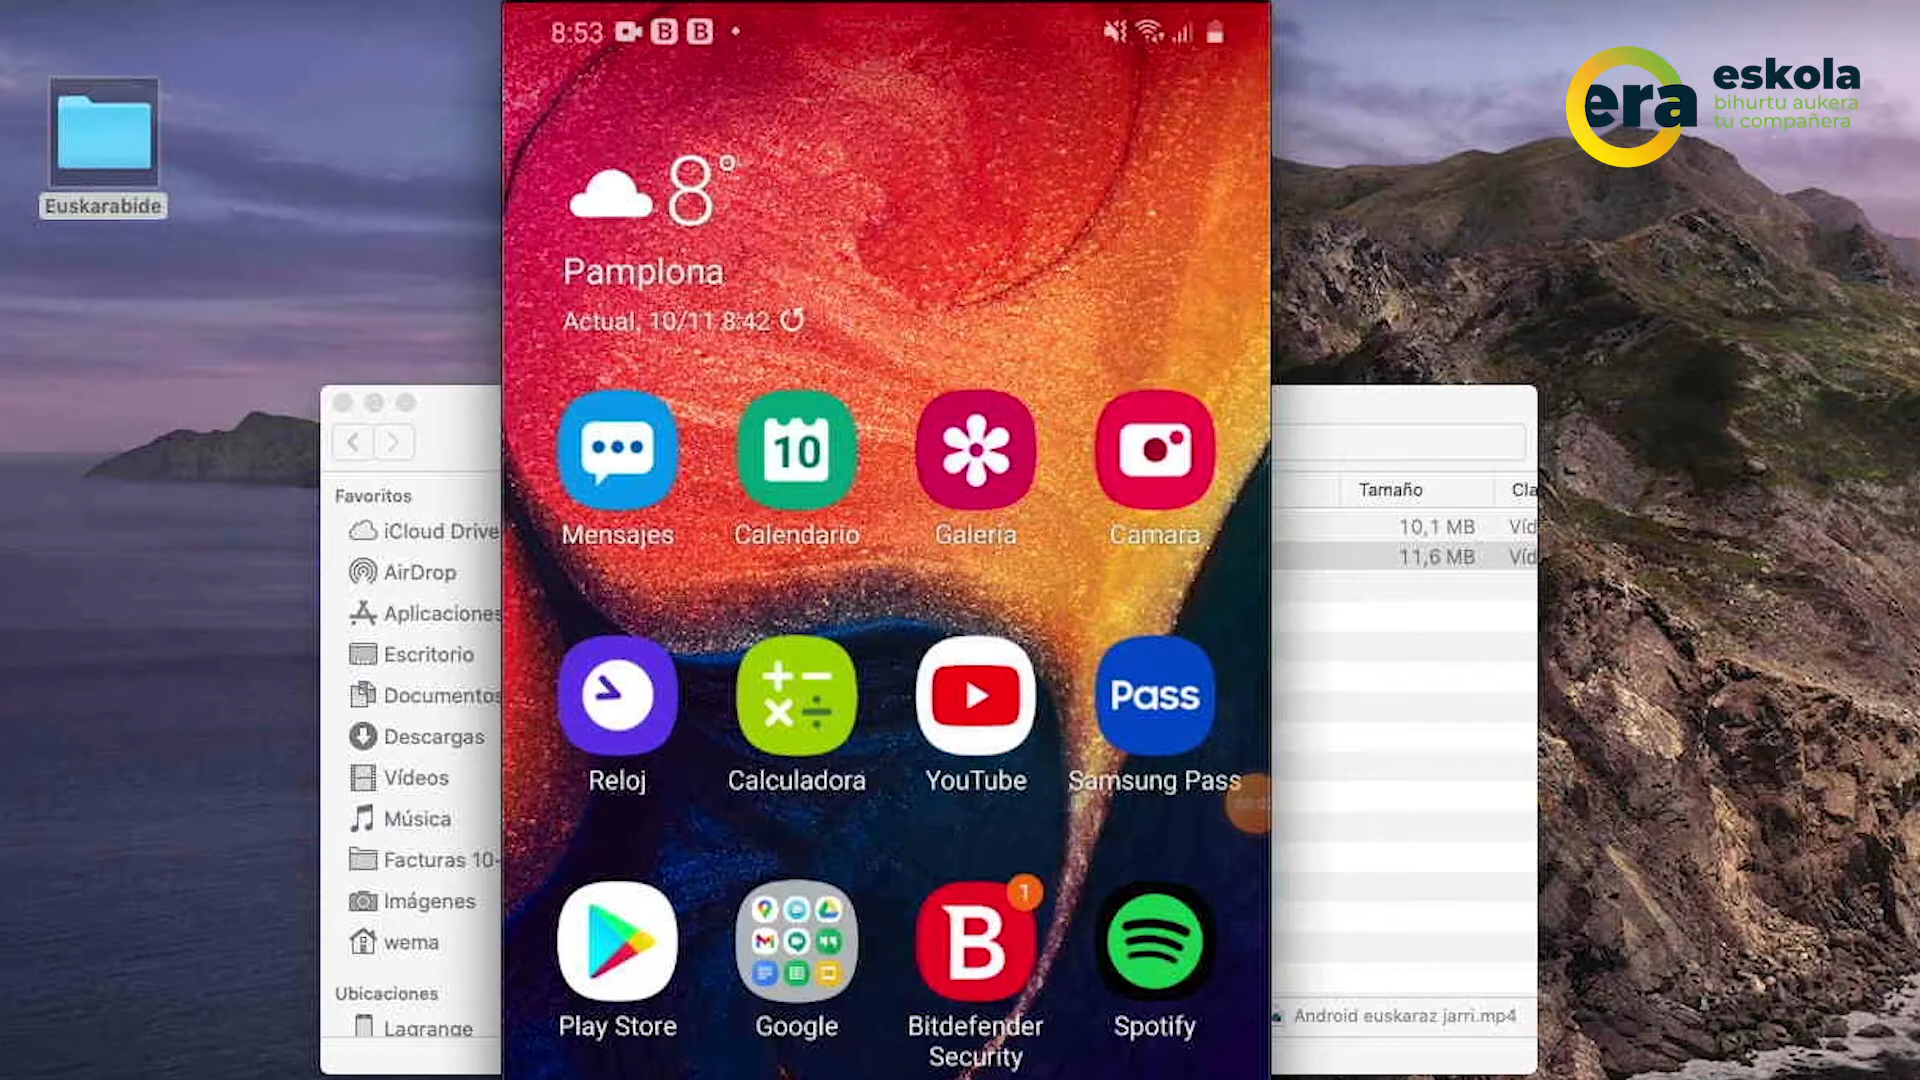 8:53
era eskola
bihurtu aukera
tu compañera
Euskarabide
8°
Pamplona
Actual, 10/11 8:42
10
Mensajes
Calendario
Galería
Cámara
Pass
Reloj
Calculadora
YouTube
Samsung Pass
1
Play Store
Google
Bitdefender
Security
Spotify
Favoritos
iCloud Drive
AirDrop
Aplicaciones
Escritorio
Documentos
Descargas
Vídeos
Música
Facturas 10-
Imágenes
wema
Ubicaciones
Lagrange
Tamaño
Cla
10,1 MB
Víd
11,6 MB
Víd
Android euskaraz jarri.mp4